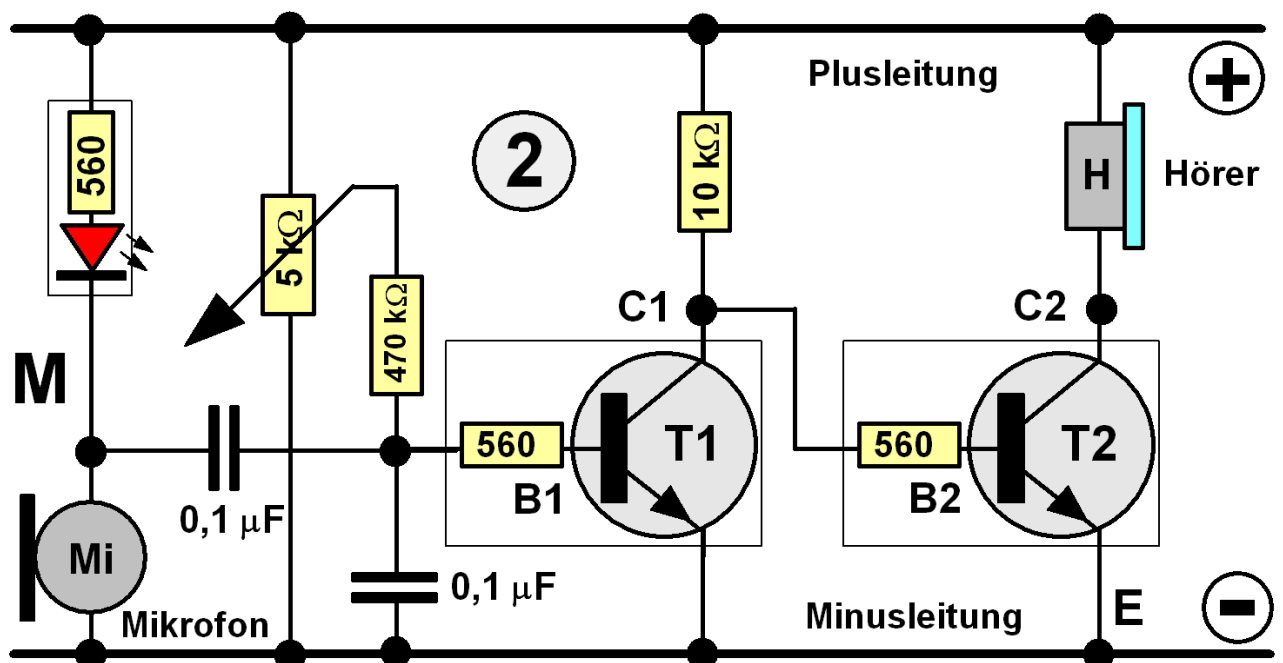 Plusleitung
+
560
2
10 kΩ
H
Hörer
5 kΩ
470 kΩ
C1
C2
M
560
T1
560
T2
B1
B2
0,1 µF
Mi
0,1 µF
Mikrofon
Minusleitung
E
-